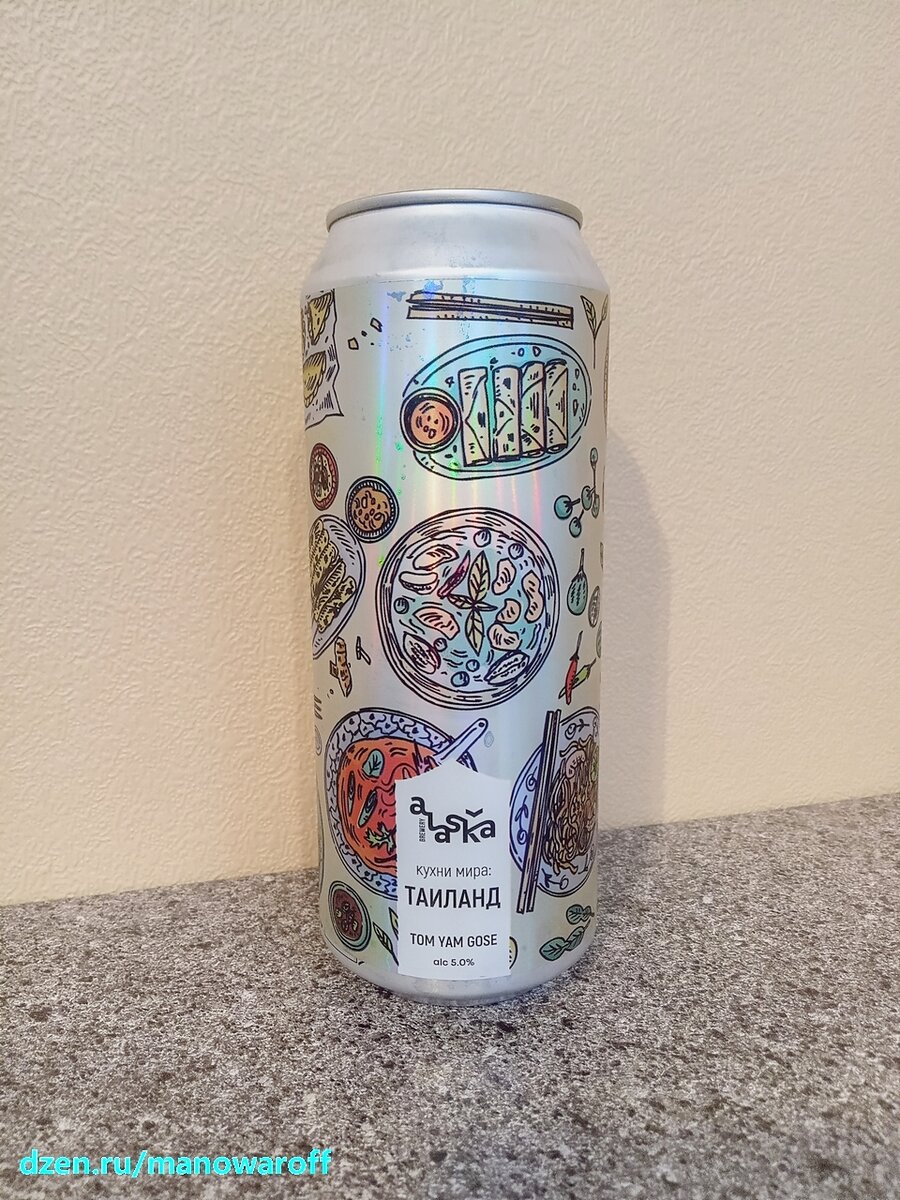 alaska
BREWERY
кухни мира:
ТАИЛАНД
TOM YAM GOSE
alc 5.0%
dzen.ru/manowaroff